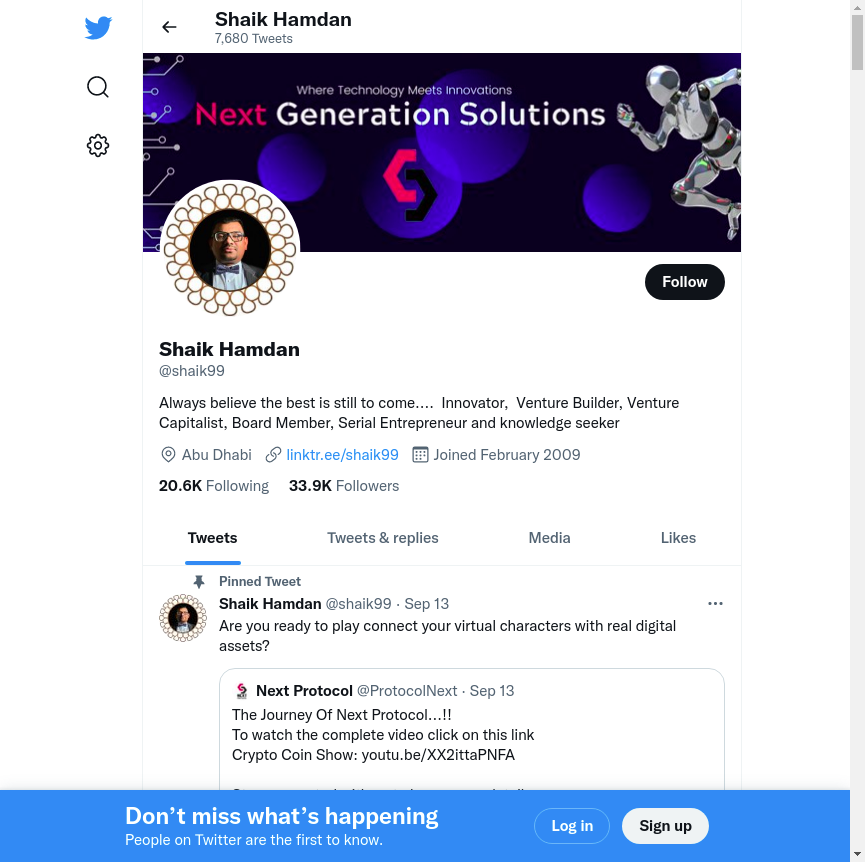 Shaik Hamdan
7,680 Tweets
Where Technology Meets Innovations
Next Generation Solutions
Follow
Shaik Hamdan
@shaik99
Always believe the best is still to come.... Innovator, Venture Builder, Venture
Capitalist, Board Member, Serial Entrepreneur and knowledge seeker
Abu Dhabi linktr.ee/shaik99 Joined February 2009
20.6K Following 33.9K Followers
Tweets Tweets & replies Media Likes
Pinned Tweet
Shaik Hamdan @shaik99 · Sep 13
Are you ready to play connect your virtual characters with real digital
assets?
Next Protocol @ProtocolNext · Sep 13
The Journey Of Next Protocol...!!
To watch the complete video click on this link
Crypto Coin Show: youtu.be/XX2ittaPNFA
Don’t miss what’s happening
People on Twitter are the first to know.
Log in
Sign up